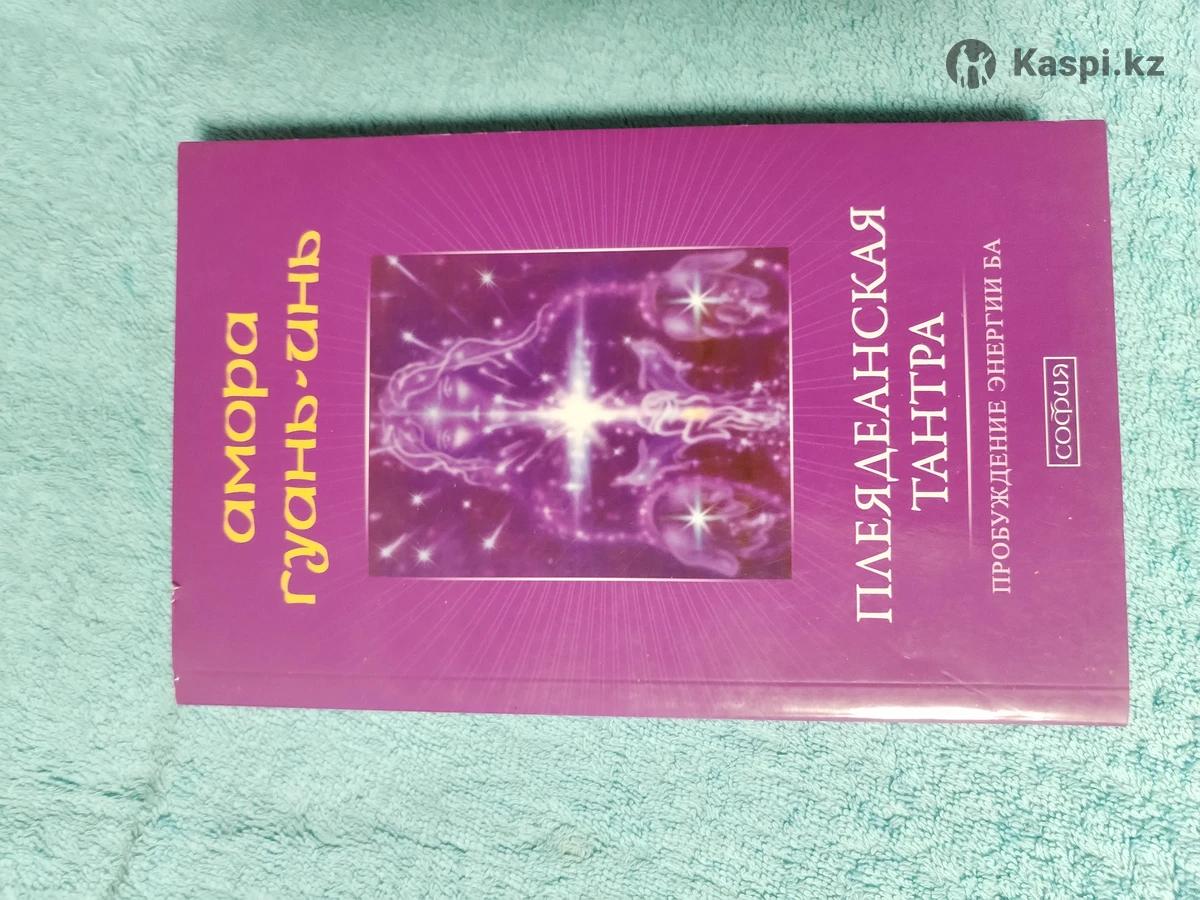 Kaspi.kz
амора
гуань-инь
ПЛЕЯДЕАНСКАЯ
ТАНТРА
ПРОБУЖДЕНИЕ ЭНЕРГИИ БА
софия